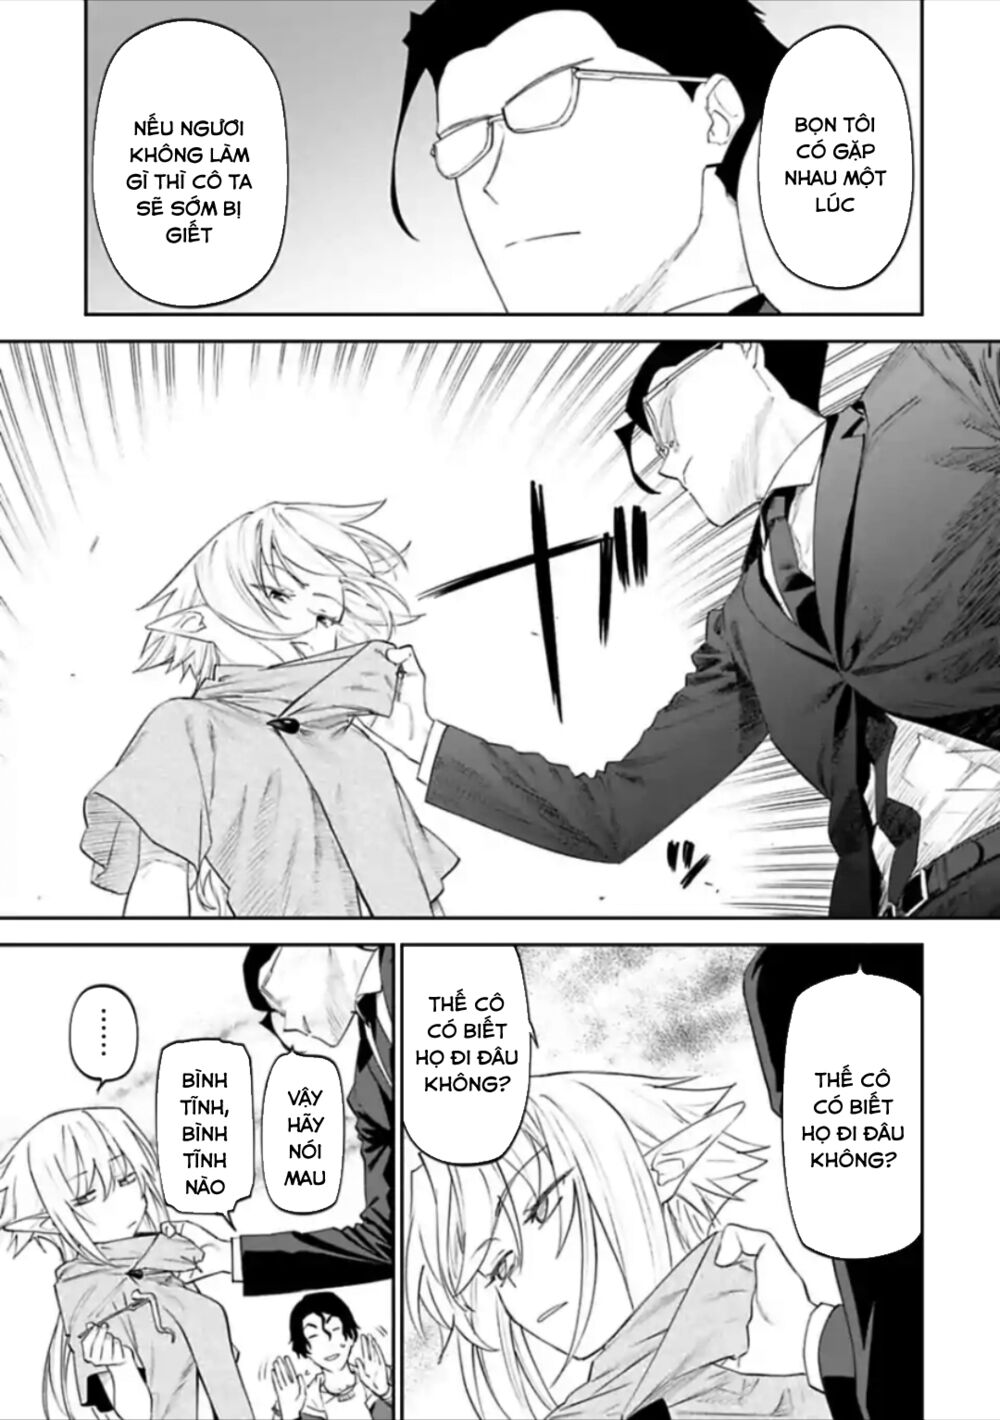 BỌN TÔI
CÓ GẶP
NHAU MỘT
LÚC
NẾU NGƯƠI
KHÔNG LÀM
GÌ THÌ CÔ TA
SẼ SỚM BỊ
GIẾT
THẾ CÔ
CÓ BIẾT
HỌ ĐI ĐÂU
KHÔNG?
THẾ CÔ
CÓ BIẾT
HỌ ĐI ĐÂU
KHÔNG?
VẬY
HÃY
NÓI
MAU
BÌNH
TĨNH,
BÌNH
TĨNH
NÀO
......